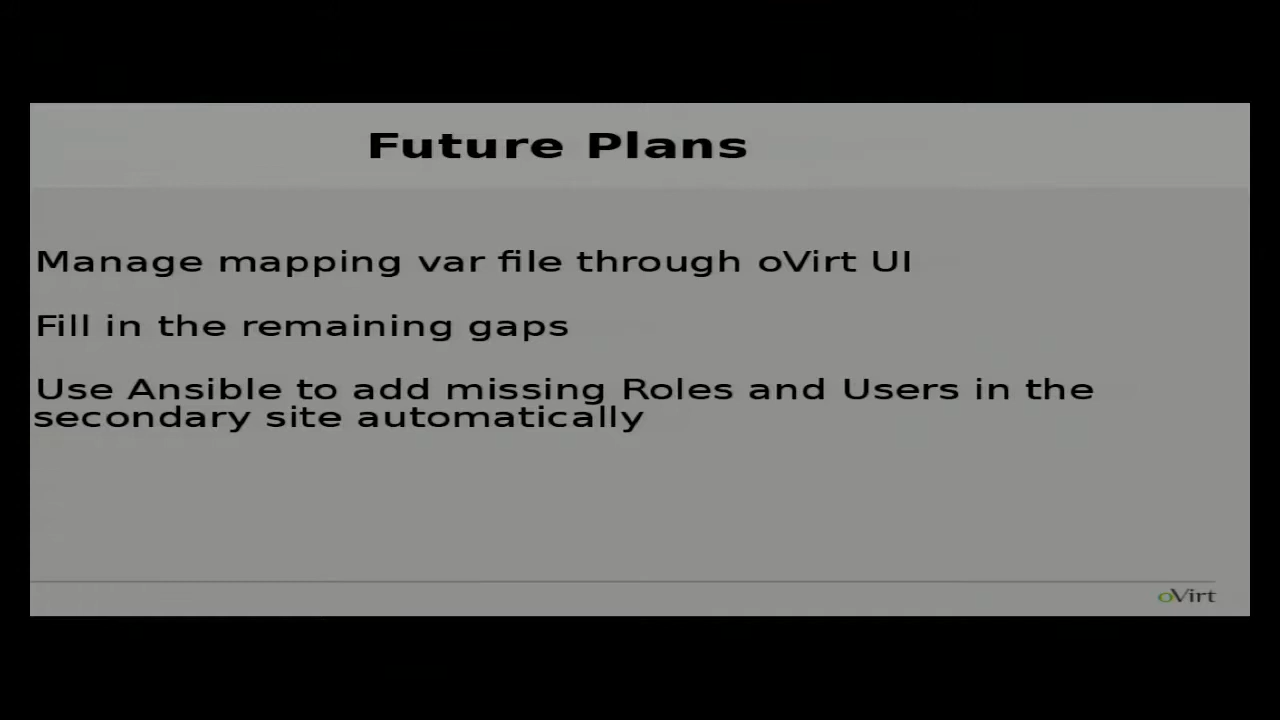 Future Plans
Manage mapping var file through oVirt UI
Fill in the remaining gaps
Use Ansible to add missing Roles and Users in the
secondary site automatically
oVirt